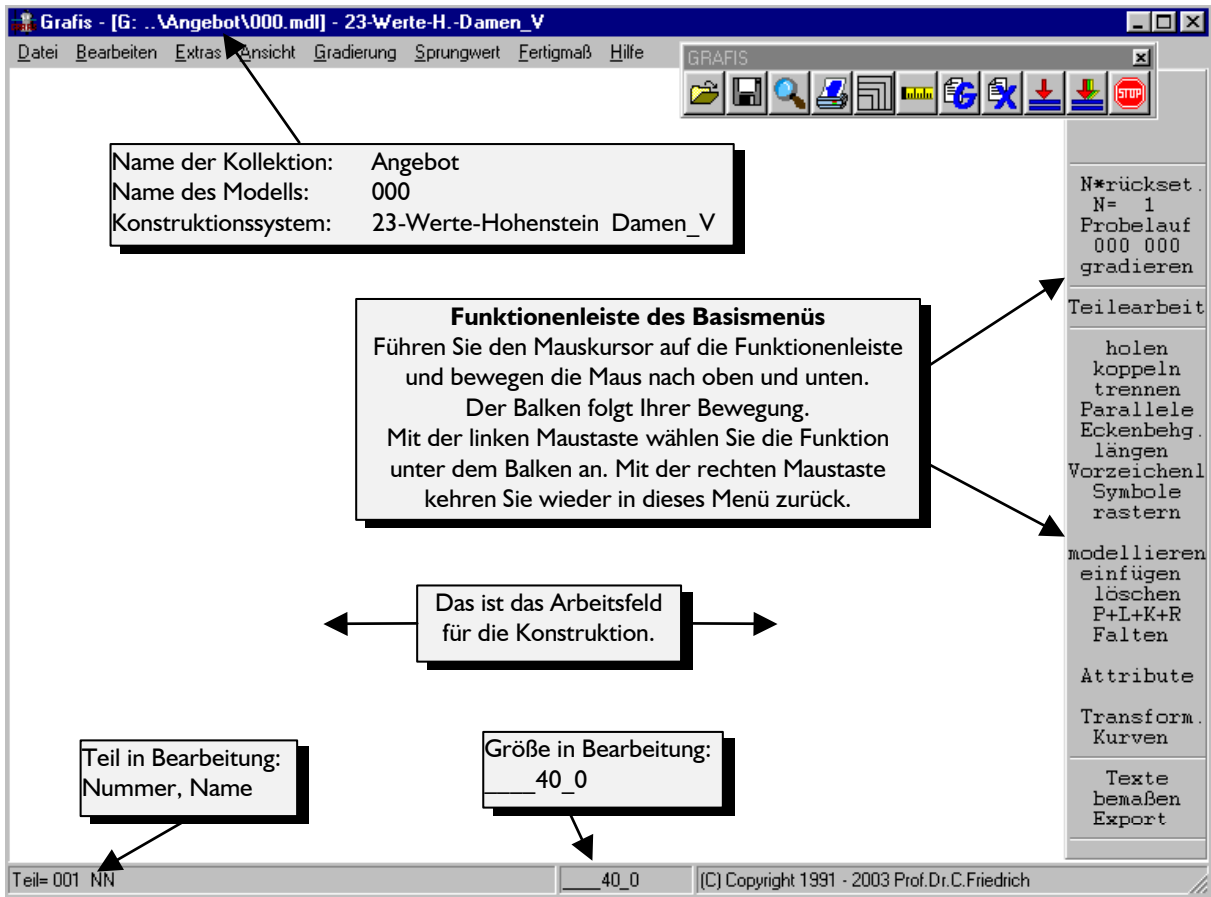 Grafis - [G: ..\Angebot\000.mdl] - 23-Werte-H.-Damen_V
Datei Bearbeiten Extras Ansicht Gradierung Sprungwert Fertigmaß Hilfe
GRAFIS
STOP
Name der Kollektion: Angebot
Name des Modells: 000
Konstruktionssystem: 23-Werte-Hohenstein Damen_V
Funktionenleiste des Basismenüs
Führen Sie den Mauskursor auf die Funktionenleiste
und bewegen die Maus nach oben und unten.
Der Balken folgt Ihrer Bewegung.
Mit der linken Maustaste wählen Sie die Funktion
unter dem Balken an. Mit der rechten Maustaste
kehren Sie wieder in dieses Menü zurück.
Das ist das Arbeitsfeld
für die Konstruktion.
Teil in Bearbeitung:
Nummer, Name
Größe in Bearbeitung:
____40_0
N*rückset.
N= 1
Probelauf
000 000
gradieren
Teilearbeit
holen
koppeln
trennen
Parallele
Eckenbehg.
längen
Vorzeichenl
Symbole
rastern
modellieren
einfügen
löschen
P+L+K+R
Falten
Attribute
Transform.
Kurven
Texte
bemaßen
Export
Teil= 001 NN
____40_0
(C) Copyright 1991 - 2003 Prof.Dr.C.Friedrich